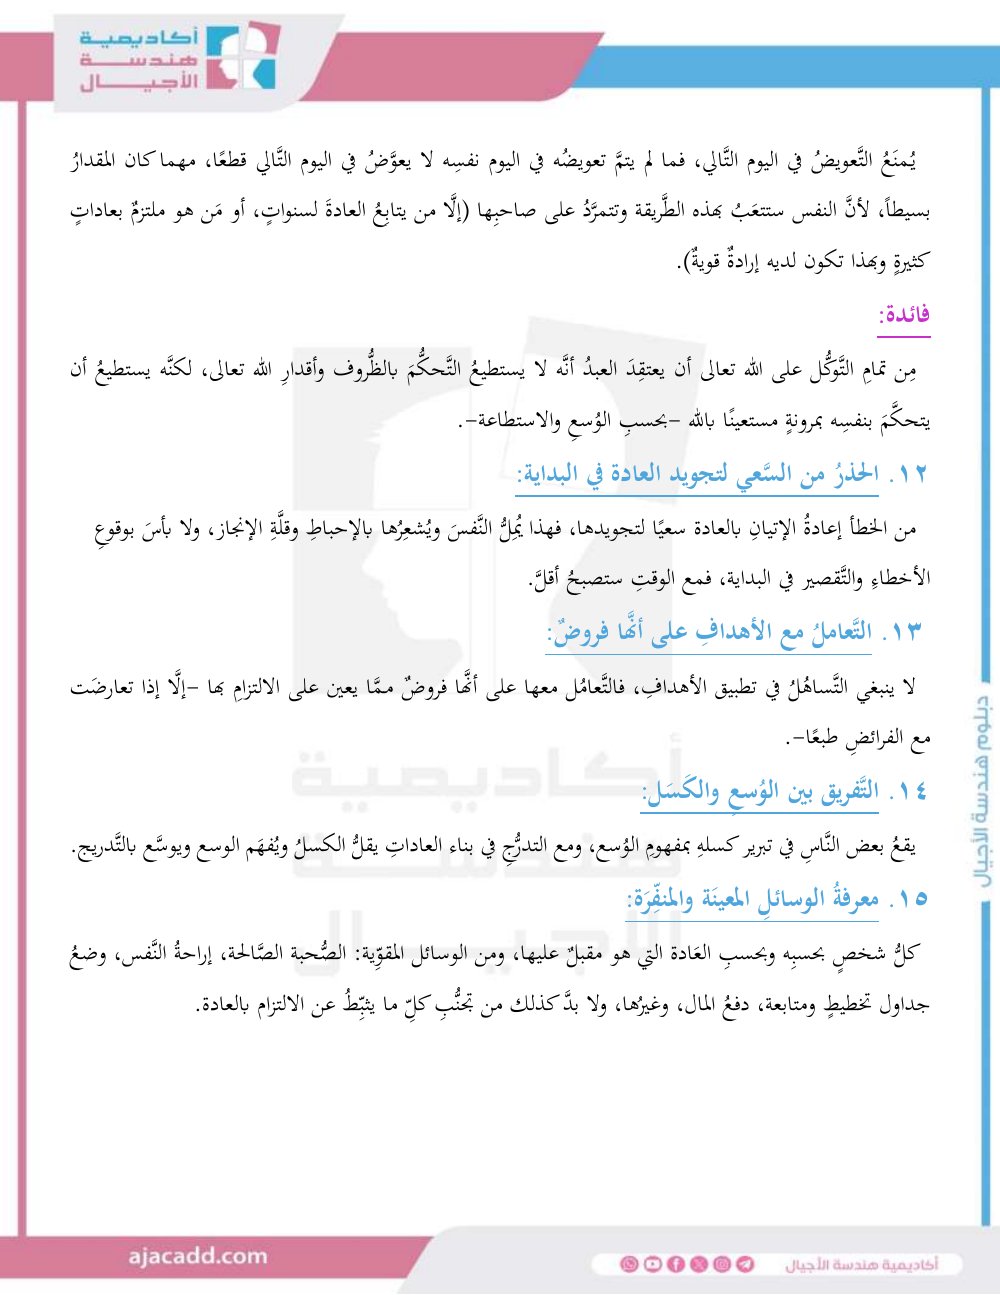 أكاديمية
هندسة
الأجيال
يُمنَعُ التَّعويضُ في اليوم التَّالي، فما لم يتمَّ تعويضُه في اليوم نفسِه لا يعوَّضُ في اليوم التَّالي قطعًا، مهما كان المقدارُ
بسيطاً، لأنَّ النفس ستتعَبُ بهذه الطَّريقة وتتمرَّدُ على صاحبِها (إلَّا من يتابِعُ العادةَ لسنواتٍ، أو مَن هو ملتزمٌ بعاداتٍ
كثيرةٍ وبهذا تكون لديه إرادةٌ قويةٌ).
فائدة:
مِن تمامِ التَّوكُّل على الله تعالى أن يعتقِدَ العبدُ أنَّه لا يستطيعُ التَّحكُّمَ بالظُّروف وأقدارِ الله تعالى، لكنَّه يستطيعُ أن
يتحكَّمَ بنفسِه بمرونةٍ مستعينًا بالله –بحسبِ الوُسعِ والاستطاعة–.
١٢. الحذرُ من السَّعي لتجويد العادة في البداية:
من الخطأ إعادةُ الإتيانِ بالعادة سعيًا لتجويدها، فهذا يُمِلُّ النَّفسَ ويُشعِرُها بالإحباطِ وقلَّةِ الإنجاز، ولا بأسَ بوقوعِ
الأخطاءِ والتَّقصير في البداية، فمع الوقتِ ستصبحُ أقلَّ.
١٣. التَّعاملُ مع الأهدافِ على أنَّها فروضٌ:
لا ينبغي التَّساهُلُ في تطبيق الأهدافِ، فالتَّعامُل معها على أنَّها فروضٌ ممَّا يعين على الالتزامِ بها –إلَّا إذا تعارضَت
مع الفرائضِ طبعًا–.
١٤. التَّفريق بين الوُسعِ والكَسَل:
يقعُ بعض النَّاسِ في تبرير كسلهِ بمفهومِ الوُسع، ومع التدرُّجِ في بناء العاداتِ يقلُّ الكسلُ ويُفهَم الوسع ويوسَّع بالتَّدريج.
١٥. معرفةُ الوسائلِ المعينَة والمنفِّرَة:
كلُّ شخصٍ بحسبِه وبحسبِ العَادة التي هو مقبلٌ عليها، ومن الوسائل المقوِّية: الصُّحبة الصَّالحة، إراحةُ النَّفس، وضعُ
جداول تخطيطٍ ومتابعة، دفعُ المال، وغيرُها، ولا بدَّ كذلك من تجنُّبِ كلِّ ما يثبِّطُ عن الالتزام بالعادة.
أكاديمية
هندسة
الأجيال
دبلوم هندسة الأجيال
ajacadd.com
أكاديمية هندسة الأجيال